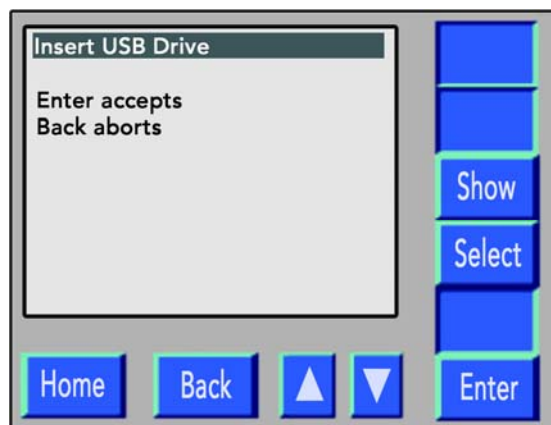 Insert USB Drive
Enter accepts
Back aborts
Show
Select
Home
Back
Enter